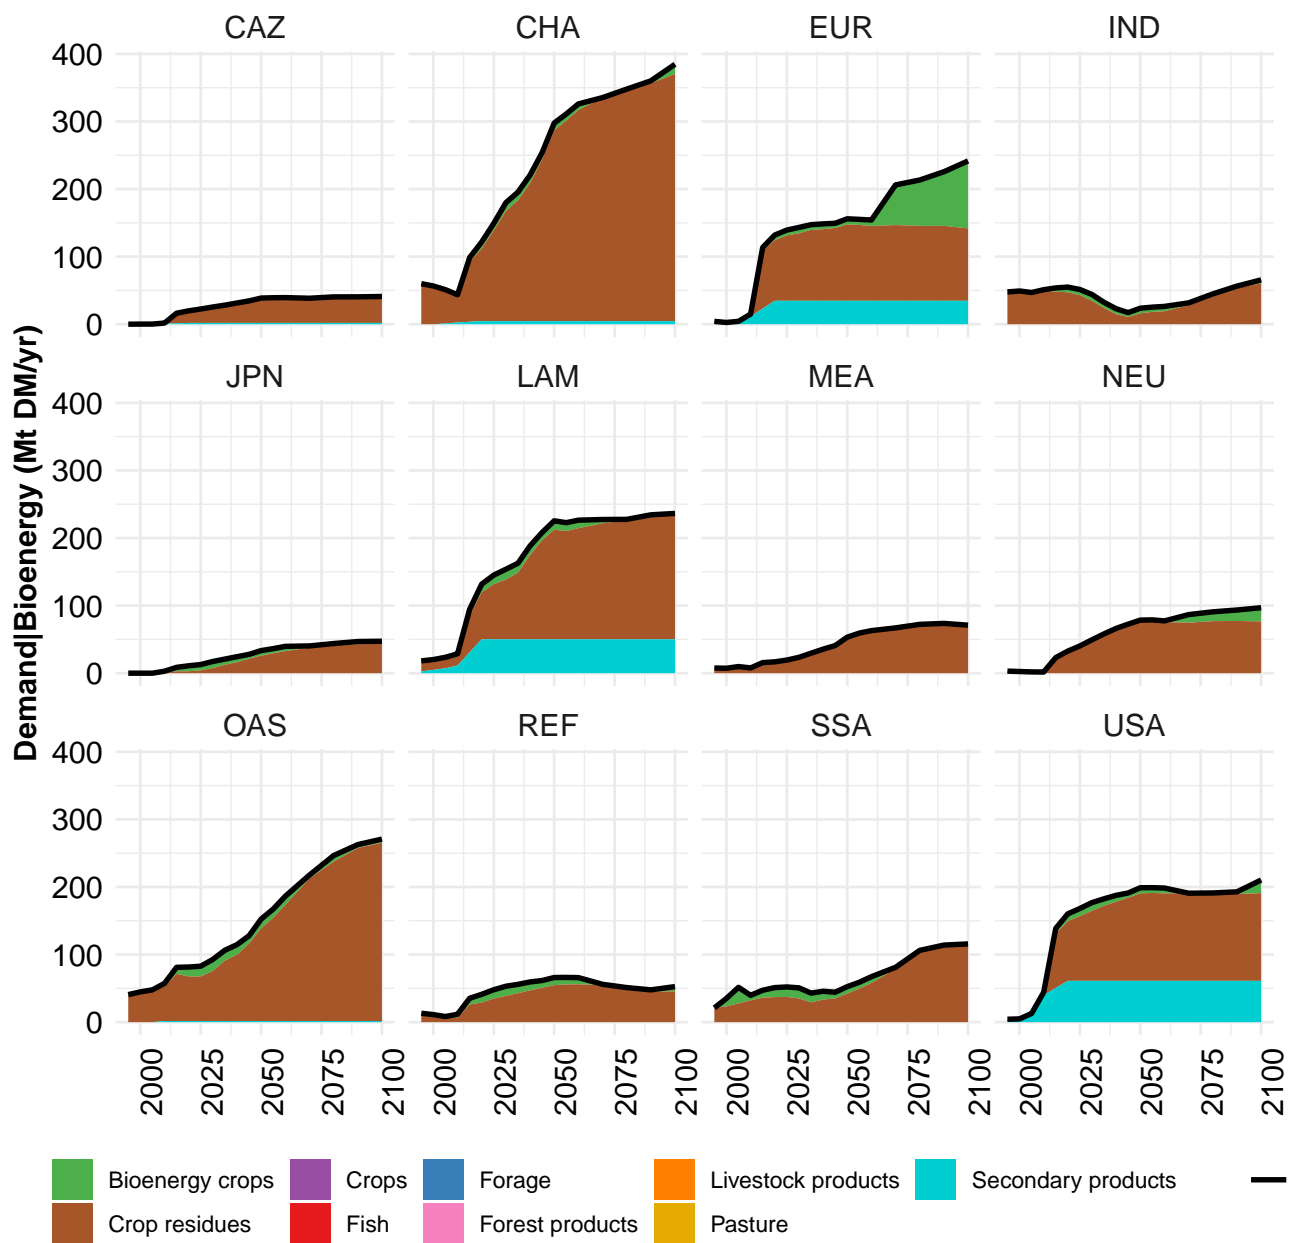 CAZ CHA EUR IND
400
300
200
100
0
JPN LAM MEA NEU
400
300
200
100
0
Demand|Bioenergy (Mt DM/yr)
OAS REF SSA USA
400
300
200
100
0
2000 2025 2050 2075 2100 2000 2025 2050 2075 2100 2000 2025 2050 2075 2100 2000 2025 2050 2075 2100
Bioenergy crops Crops Forage Livestock products Secondary products
Crop residues Fish Forest products Pasture